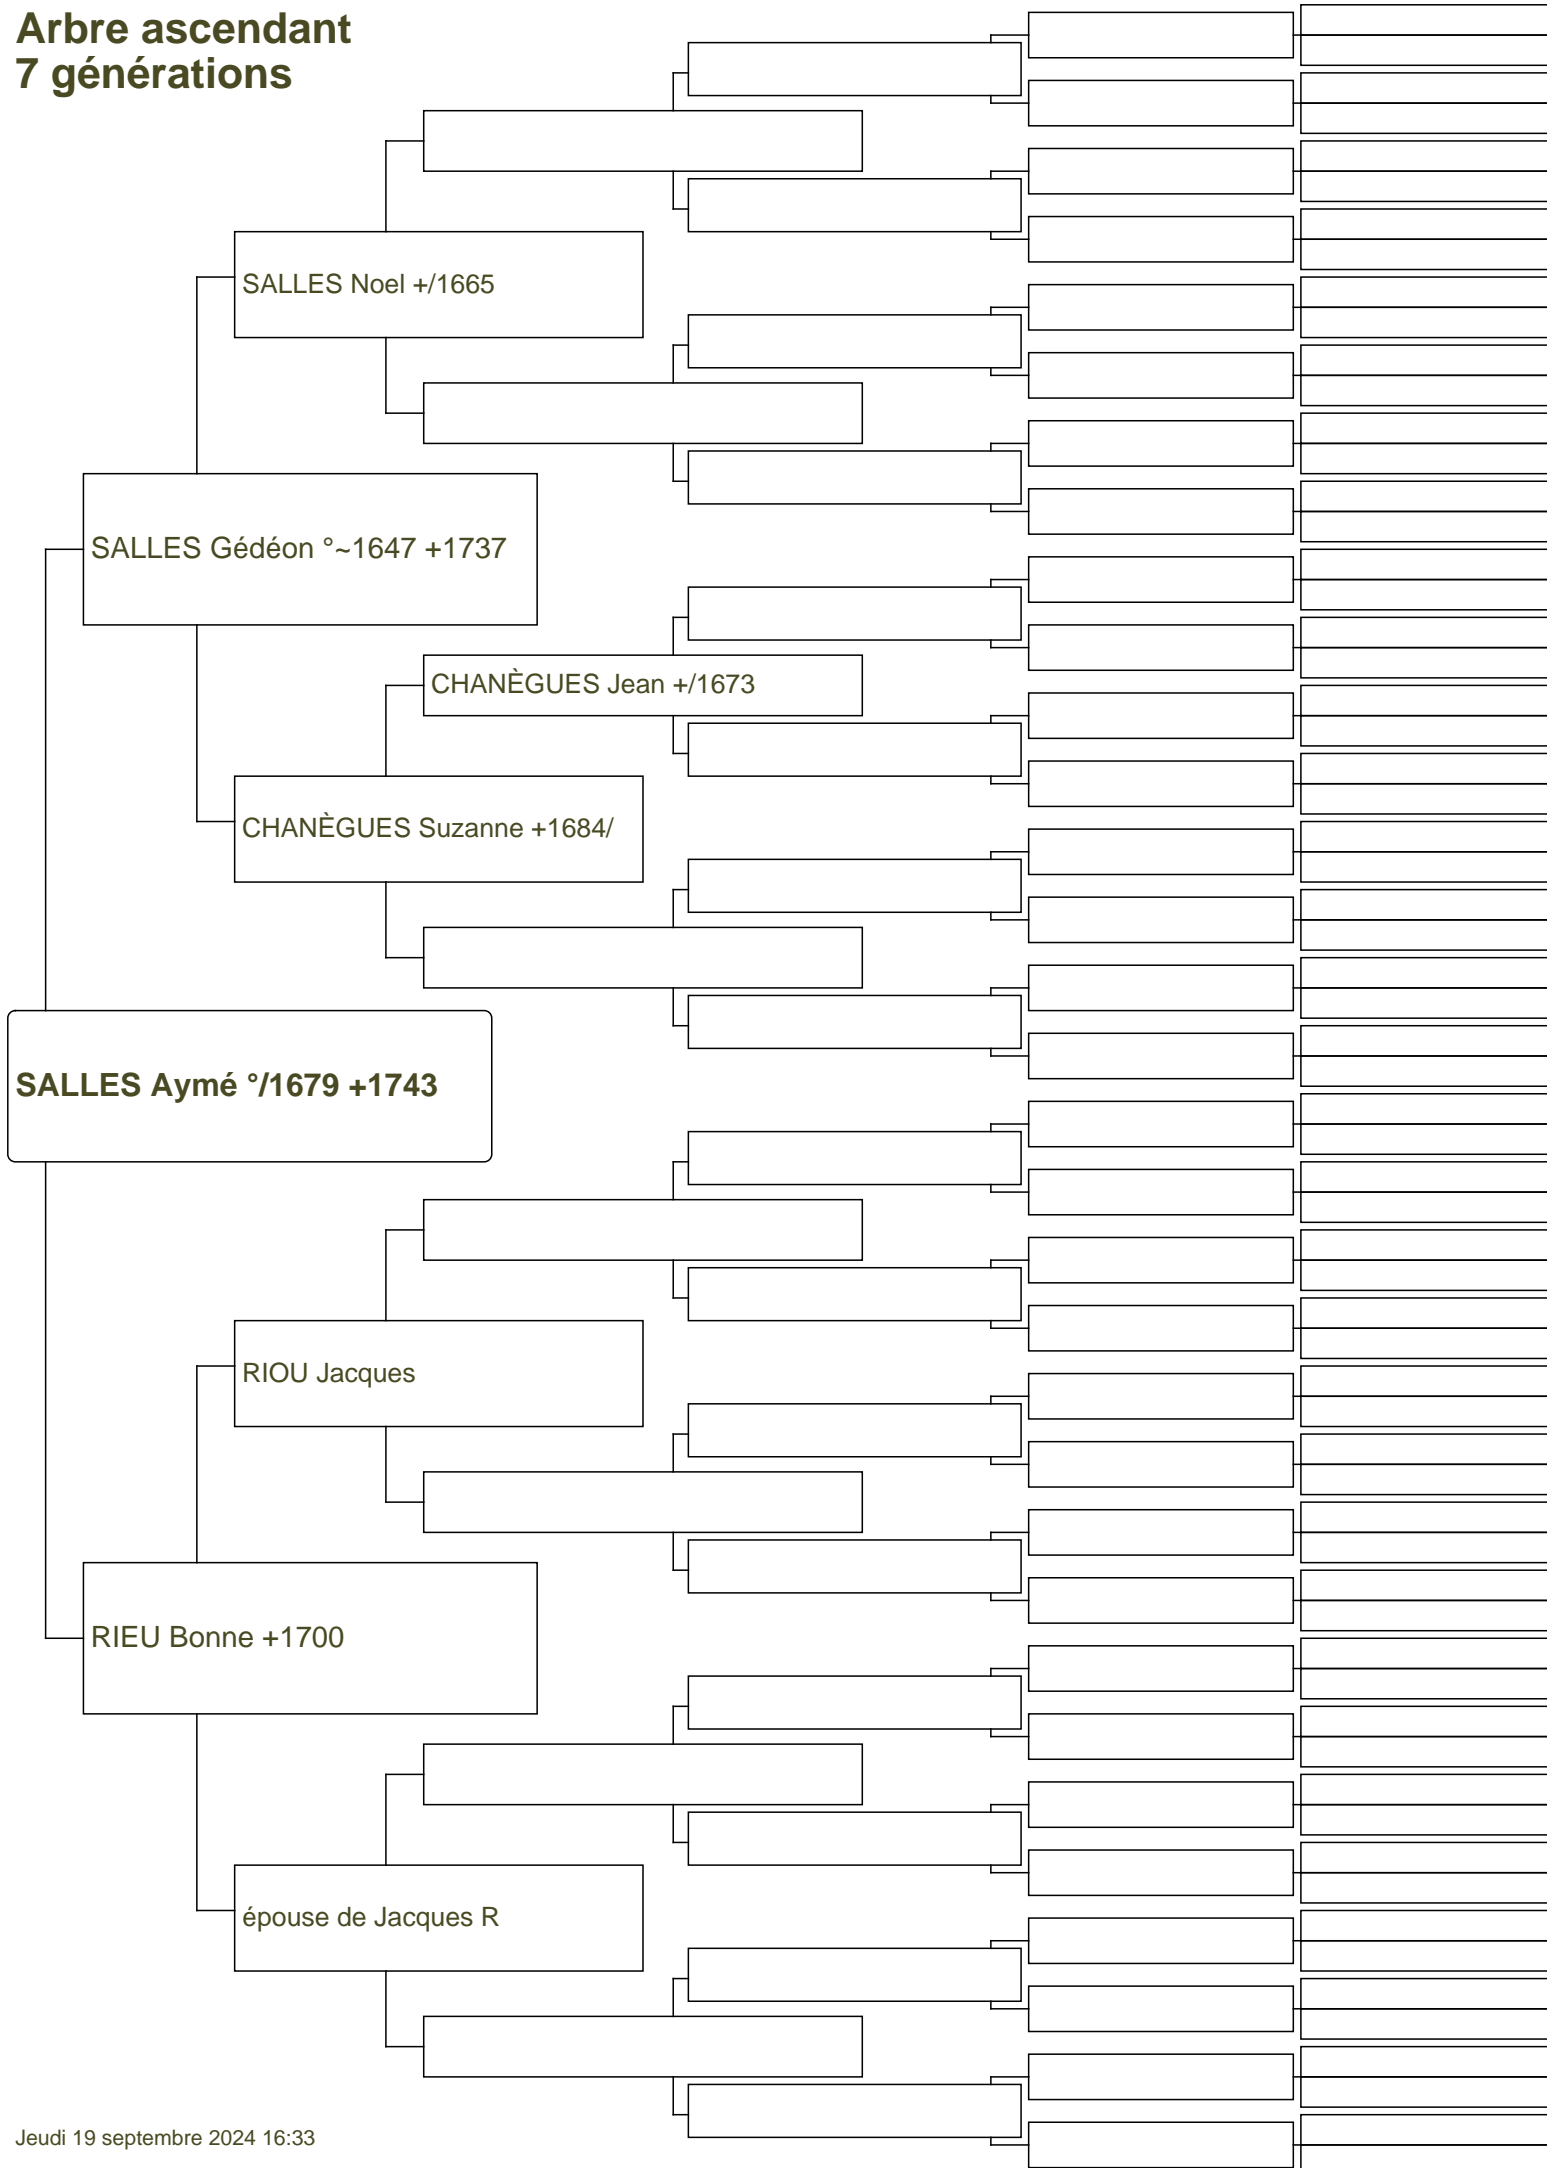 Arbre ascendant
7 générations
SALLES Noel +/1665
SALLES Gédéon °~1647 +1737
CHANÈGUES Jean +/1673
CHANÈGUES Suzanne +1684/
SALLES Aymé °/1679 +1743
RIOU Jacques
RIEU Bonne +1700
épouse de Jacques R
Jeudi 19 septembre 2024 16:33